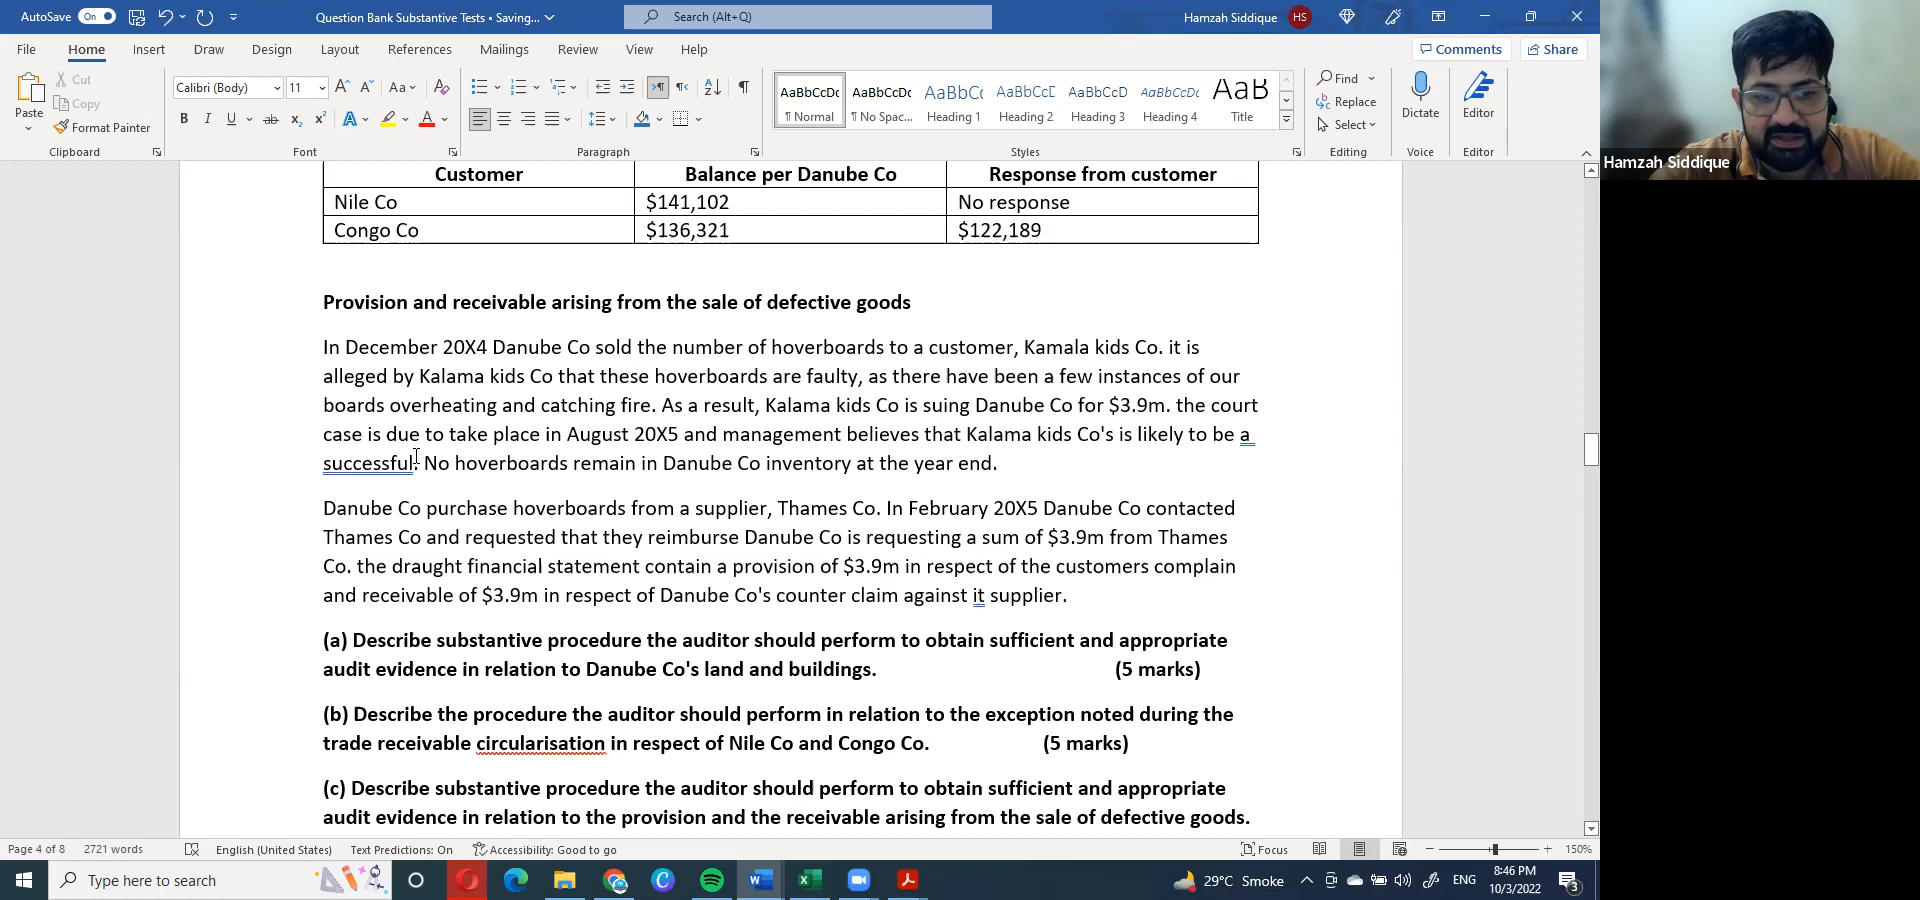 AutoSave On Question Bank Substantive Tests • Saving... Search (Alt+Q) Hamzah Siddique HS
File Home Insert Draw Design Layout References Mailings Review View Help Comments Share
Paste Cut Copy Format Painter
Calibri (Body) 11 Aa
B I U ab x₂ x² A A
AaBbCcDc AaBbCcDc AaBbC AaBbCcD AaBbCcD AaBbCcDc AaB
¶ Normal ¶ No Spac... Heading 1 Heading 2 Heading 3 Heading 4 Title
Find Replace Select Dictate Editor
Clipboard Font Paragraph Styles Editing Voice Editor
Hamzah Siddique
Customer Balance per Danube Co Response from customer
Nile Co $141,102 No response
Congo Co $136,321 $122,189
Provision and receivable arising from the sale of defective goods
In December 20X4 Danube Co sold the number of hoverboards to a customer, Kamala kids Co. it is
alleged by Kalama kids Co that these hoverboards are faulty, as there have been a few instances of our
boards overheating and catching fire. As a result, Kalama kids Co is suing Danube Co for $3.9m. the court
case is due to take place in August 20X5 and management believes that Kalama kids Co's is likely to be a
successful. No hoverboards remain in Danube Co inventory at the year end.
Danube Co purchase hoverboards from a supplier, Thames Co. In February 20X5 Danube Co contacted
Thames Co and requested that they reimburse Danube Co is requesting a sum of $3.9m from Thames
Co. the draught financial statement contain a provision of $3.9m in respect of the customers complain
and receivable of $3.9m in respect of Danube Co's counter claim against it supplier.
(a) Describe substantive procedure the auditor should perform to obtain sufficient and appropriate
audit evidence in relation to Danube Co's land and buildings. (5 marks)
(b) Describe the procedure the auditor should perform in relation to the exception noted during the
trade receivable circularisation in respect of Nile Co and Congo Co. (5 marks)
(c) Describe substantive procedure the auditor should perform to obtain sufficient and appropriate
audit evidence in relation to the provision and the receivable arising from the sale of defective goods.
Page 4 of 8 2721 words English (United States) Text Predictions: On Accessibility: Good to go Focus 150%
Type here to search 29°C Smoke ENG 8:46 PM
10/3/2022 3